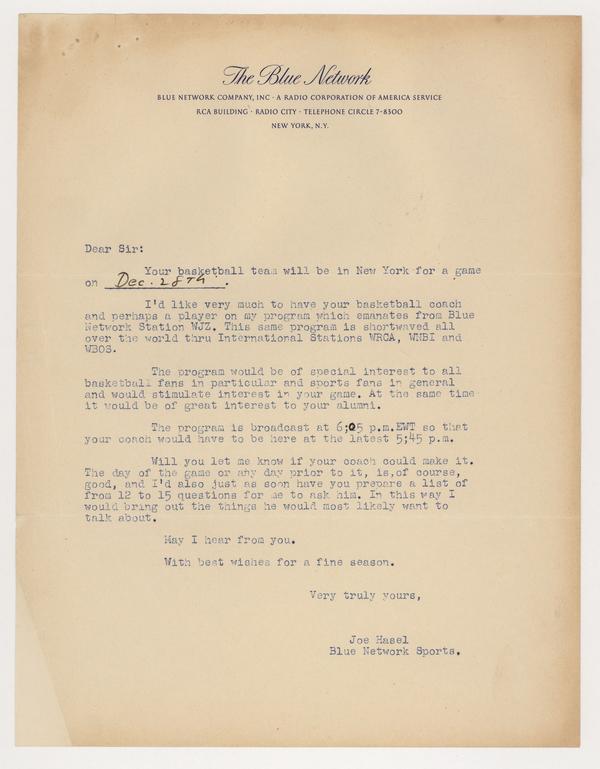 The Blue Network
BLUE NETWORK COMPANY, INC · A RADIO CORPORATION OF AMERICA SERVICE
RCA BUILDING · RADIO CITY · TELEPHONE CIRCLE 7-8300
NEW YORK, N.Y.
Dear Sir:
Your basketball team will be in New York for a game
on Dec. 28TH.
I'd like very much to have your basketball coach
and perhaps a player on my program which emanates from Blue
Network Station WJZ. This same program is shortwaved all
over the world thru International Stations WRCA, WNBI and
WBOS.
The program would be of special interest to all
basketball fans in particular and sports fans in general
and would stimulate interest in your game. At the same time
it would be of great interest to your alumni.
The program is broadcast at 6;05 p.m.EWT so that
your coach would have to be here at the latest 5;45 p.m.
Will you let me know if your coach could make it.
The day of the game or any day prior to it, is,of course,
good, and I'd also just as soon have you prepare a list of
from 12 to 15 questions for me to ask him. In this way I
would bring out the things he would most likely want to
talk about.
May I hear from you.
With best wishes for a fine season.
Very truly yours,
Joe Hasel
Blue Network Sports.